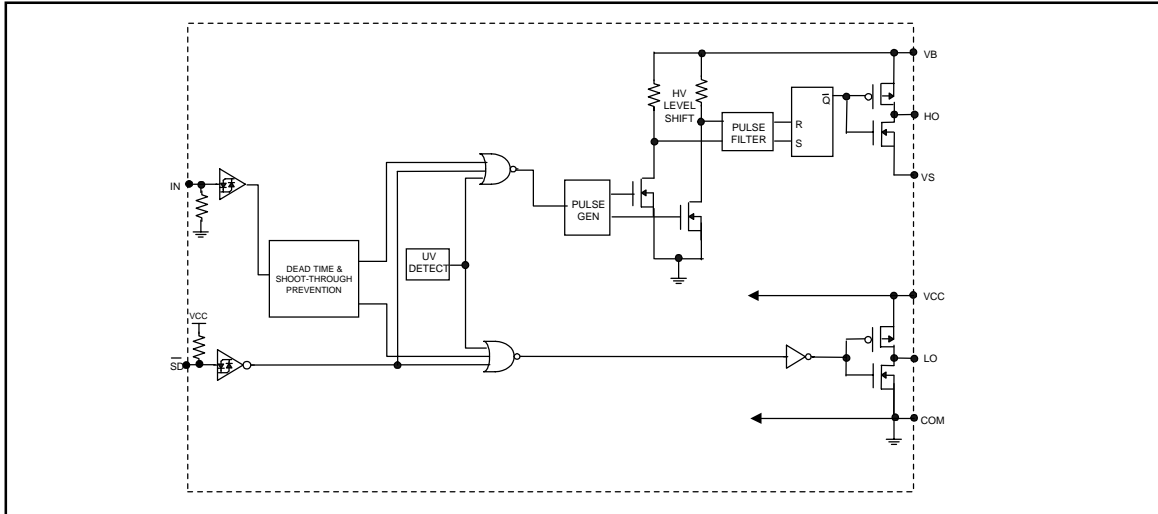 VB
HV
LEVEL
SHIFT
Q̅
PULSE
FILTER
R
S
HO
VS
IN
PULSE
GEN
UV
DETECT
DEAD TIME &
SHOOT-THROUGH
PREVENTION
VCC
VCC
S̅D̅
LO
COM